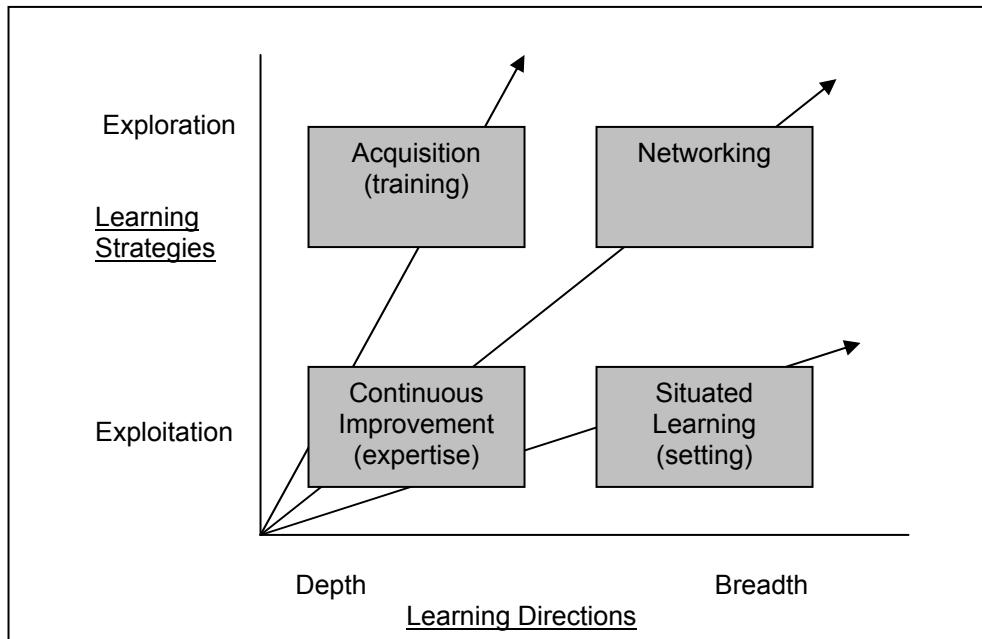 Exploration
Acquisition
(training)
Networking
Learning
Strategies
Exploitation
Continuous
Improvement
(expertise)
Situated
Learning
(setting)
Depth
Breadth
Learning Directions